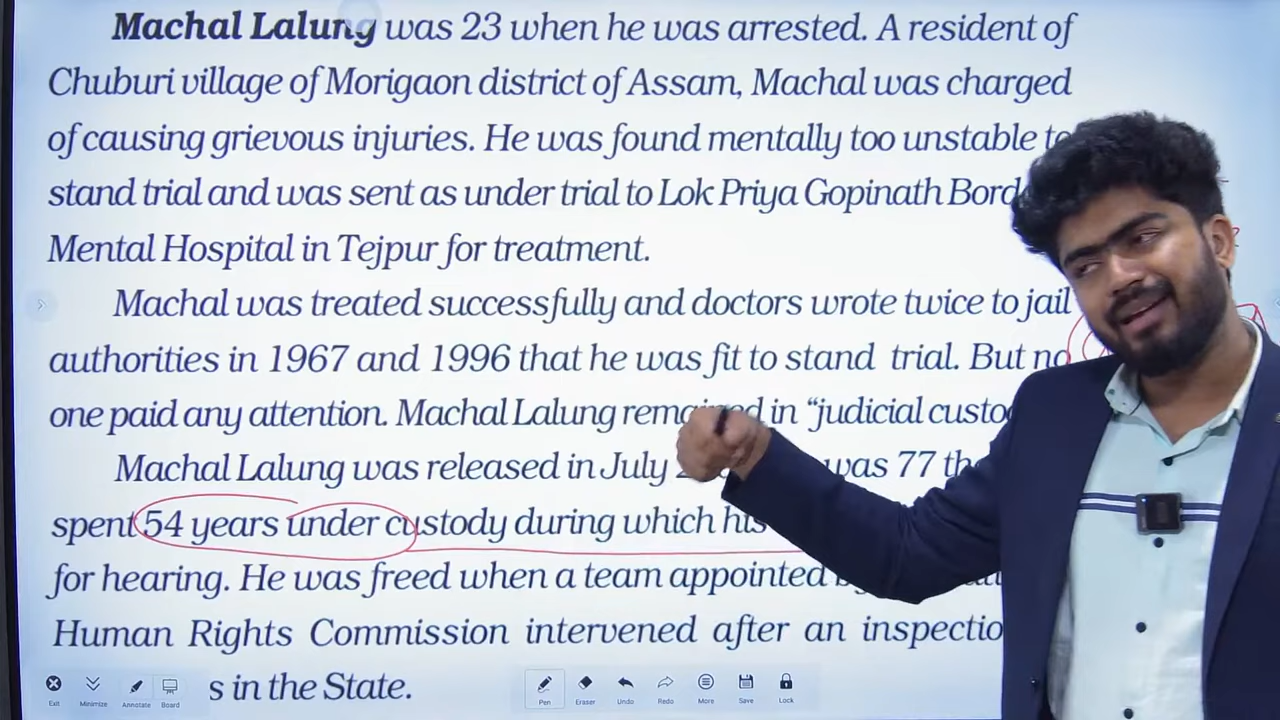 Machal Lalung was 23 when he was arrested. A resident of
Chuburi village of Morigaon district of Assam, Machal was charged
of causing grievous injuries. He was found mentally too unstable to
stand trial and was sent as under trial to Lok Priya Gopinath
Mental Hospital in Tejpur for treatment.
Machal was treated successfully and doctors wrote twice to jail
authorities in 1967 and 1996 that he was fit to stand trial. But no
one paid any attention. Machal Lalung remained in “judicial
Machal Lalung was released in July was 77
spent 54 years under custody during which his
for hearing. He was freed when a team appointed
Human Rights Commission intervened after an
s in the State.
Exit
Minimize
Annotate
Board
Pen
Eraser
Undo
Redo
More
Save
Lock